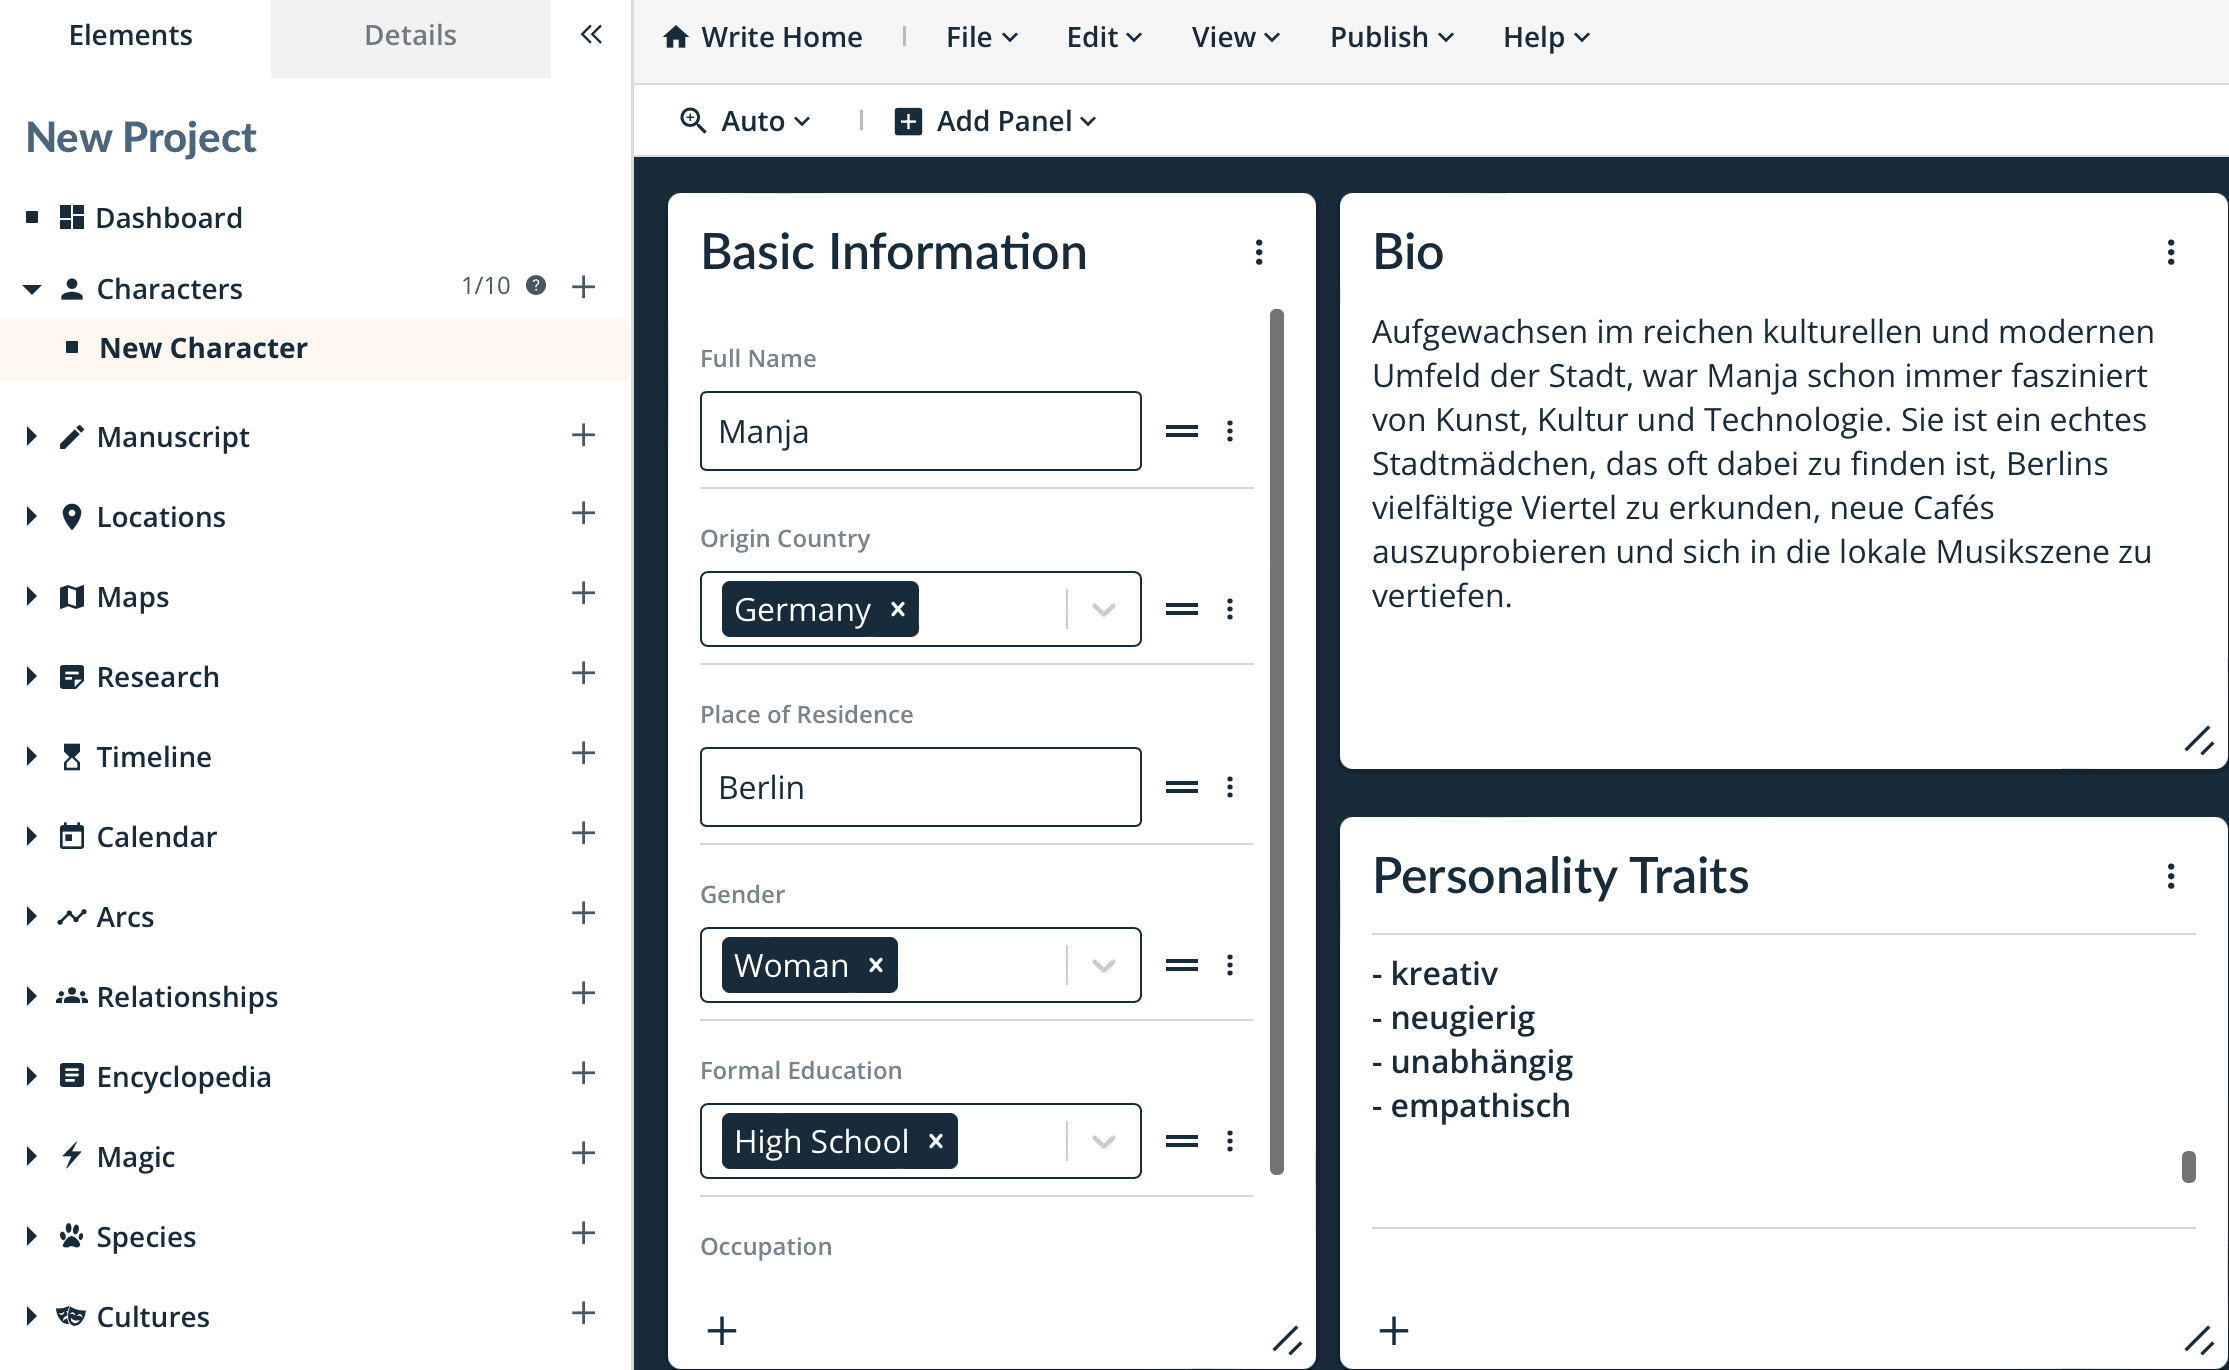 Elements
Details
New Project
Dashboard
Characters 1/10 ?
New Character
Manuscript
Locations
Maps
Research
Timeline
Calendar
Arcs
Relationships
Encyclopedia
Magic
Species
Cultures
Write Home | File Edit View Publish Help
Auto | Add Panel
Basic Information
Full Name
Manja
Origin Country
Germany
Place of Residence
Berlin
Gender
Woman
Formal Education
High School
Occupation
Bio
Aufgewachsen im reichen kulturellen und modernen
Umfeld der Stadt, war Manja schon immer fasziniert
von Kunst, Kultur und Technologie. Sie ist ein echtes
Stadtmädchen, das oft dabei zu finden ist, Berlins
vielfältige Viertel zu erkunden, neue Cafés
auszuprobieren und sich in die lokale Musikszene zu
vertiefen.
Personality Traits
- kreativ
- neugierig
- unabhängig
- empathisch